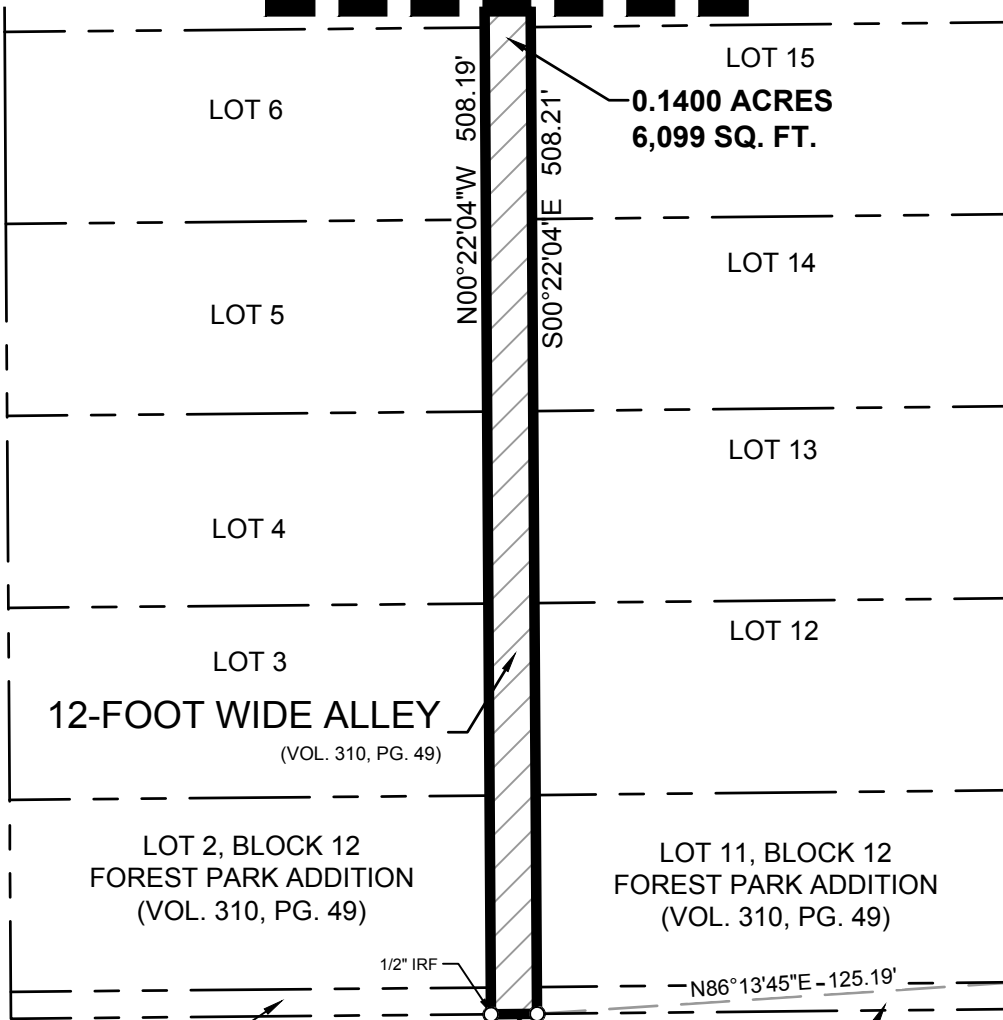 LOT 6
N00°22'04"W 508.19'
S00°22'04"E 508.21'
LOT 15
0.1400 ACRES
6,099 SQ. FT.
LOT 5
LOT 14
LOT 4
LOT 13
LOT 3
LOT 12
12-FOOT WIDE ALLEY
(VOL. 310, PG. 49)
LOT 2, BLOCK 12
FOREST PARK ADDITION
(VOL. 310, PG. 49)
LOT 11, BLOCK 12
FOREST PARK ADDITION
(VOL. 310, PG. 49)
1/2" IRF
N86°13'45"E - 125.19'